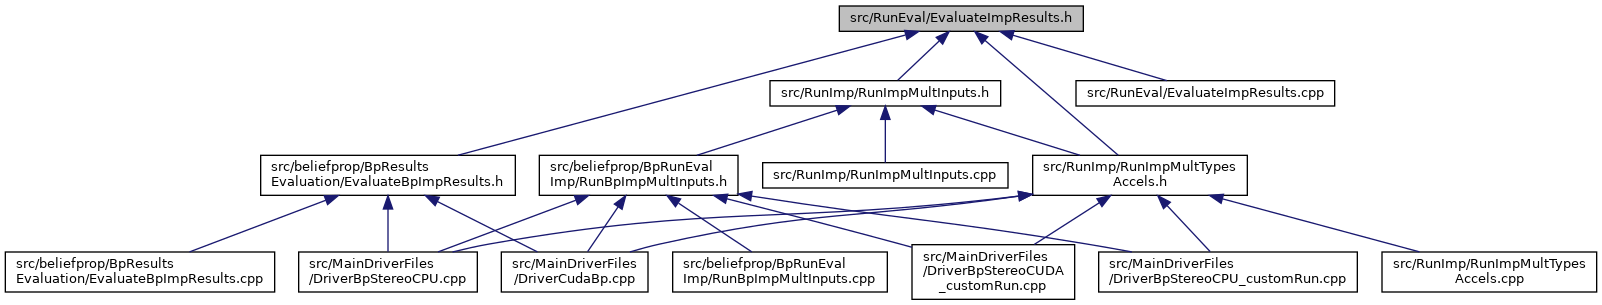 src/RunEval/EvaluateImpResults.h
src/RunImp/RunImpMultInputs.h
src/RunEval/EvaluateImpResults.cpp
src/beliefprop/BpResults
Evaluation/EvaluateBpImpResults.h
src/beliefprop/BpRunEval
Imp/RunBpImpMultInputs.h
src/RunImp/RunImpMultInputs.cpp
src/RunImp/RunImpMultTypes
Accels.h
src/beliefprop/BpResults
Evaluation/EvaluateBpImpResults.cpp
src/MainDriverFiles
/DriverBpStereoCPU.cpp
src/MainDriverFiles
/DriverCudaBp.cpp
src/beliefprop/BpRunEval
Imp/RunBpImpMultInputs.cpp
src/MainDriverFiles
/DriverBpStereoCUDA
_customRun.cpp
src/MainDriverFiles
/DriverBpStereoCPU_customRun.cpp
src/RunImp/RunImpMultTypes
Accels.cpp